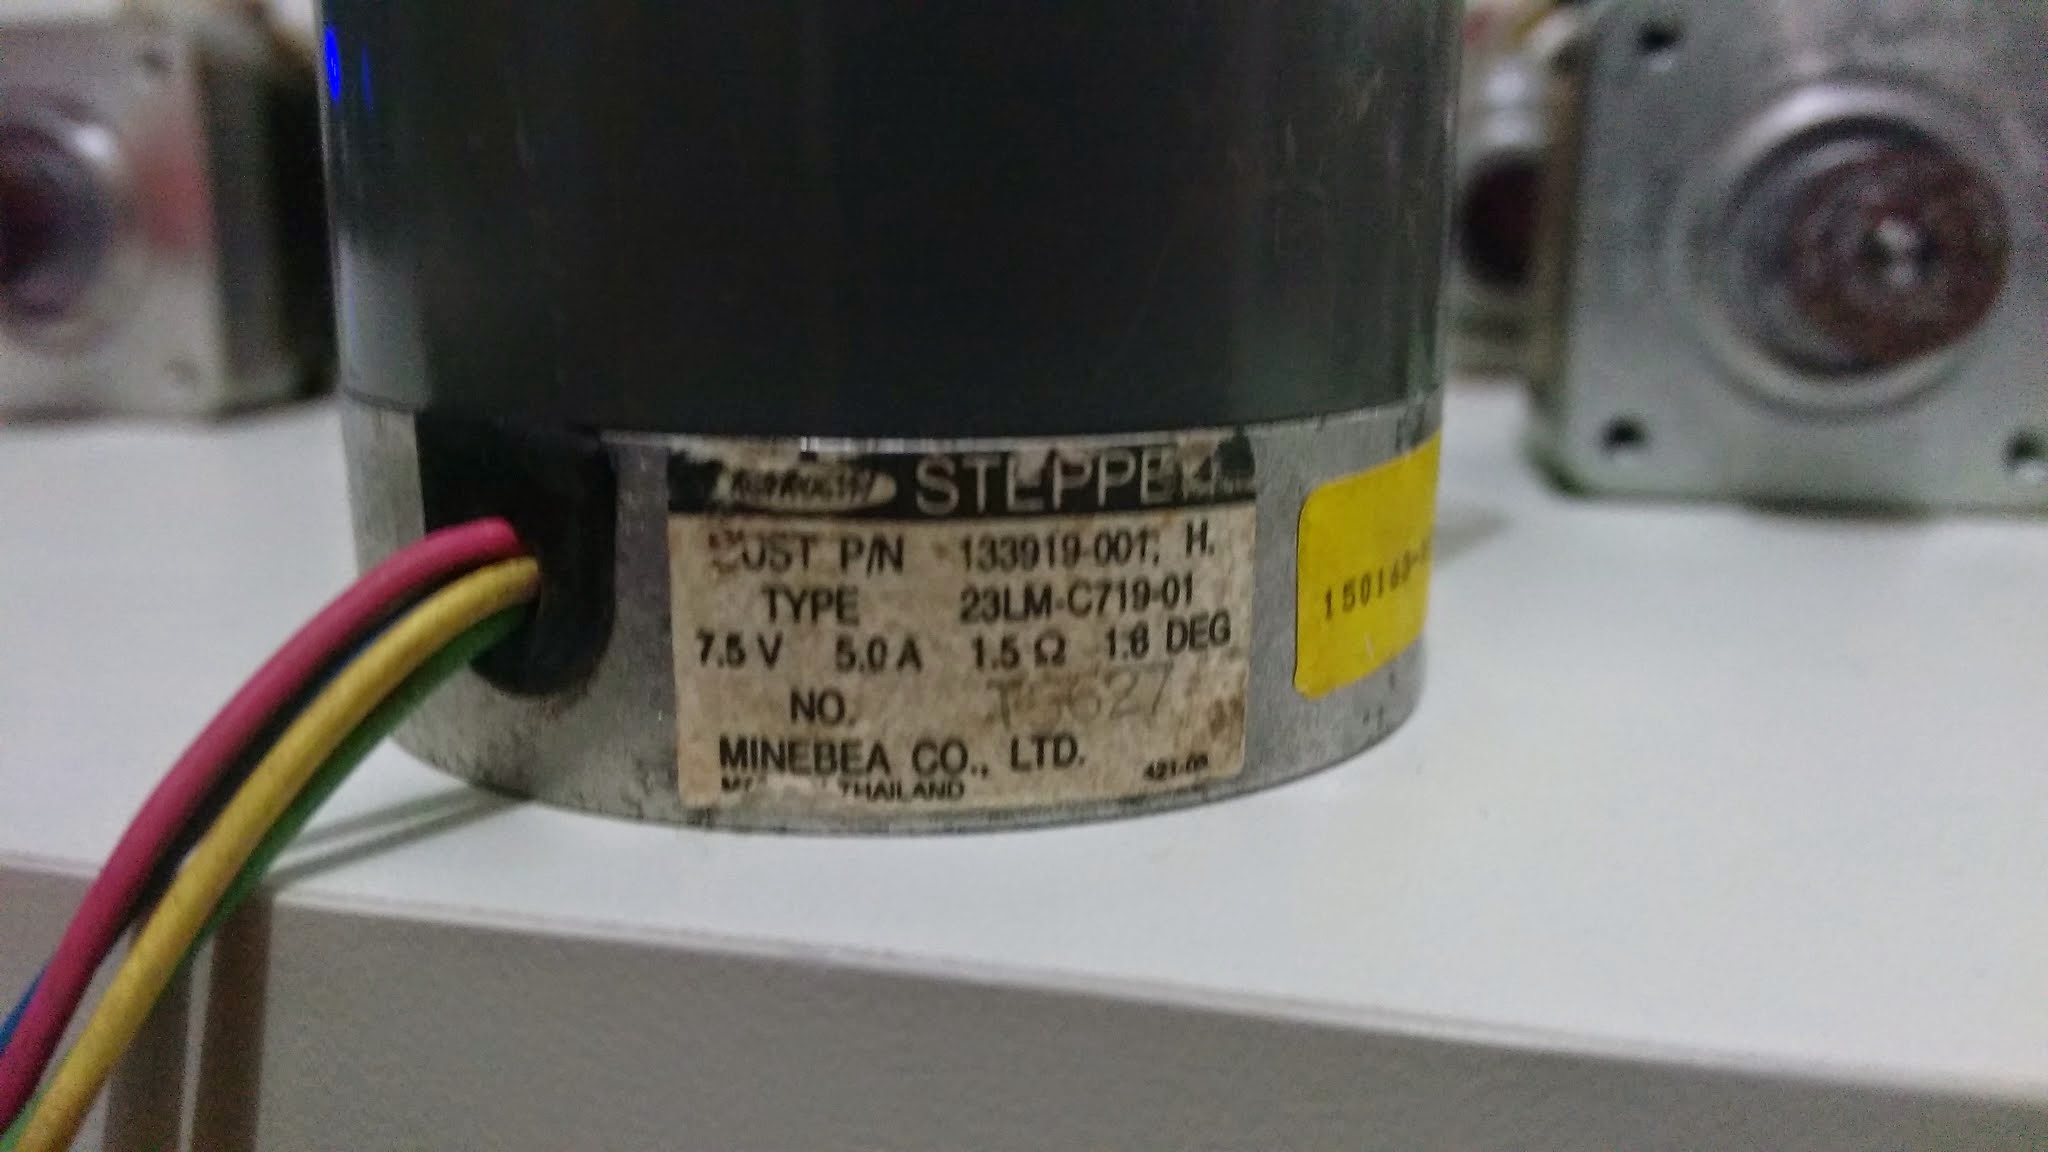 STEPPER
CUST P/N 133919-001, H.
TYPE 23LM-C719-01
7.5 V 5.0 A 1.5 Ω 1.8 DEG
NO.
MINEBEA CO., LTD.
THAILAND